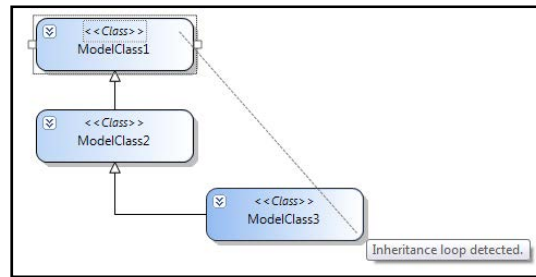 <<Class>>
ModelClass1
<<Class>>
ModelClass2
<<Class>>
ModelClass3
Inheritance loop detected.